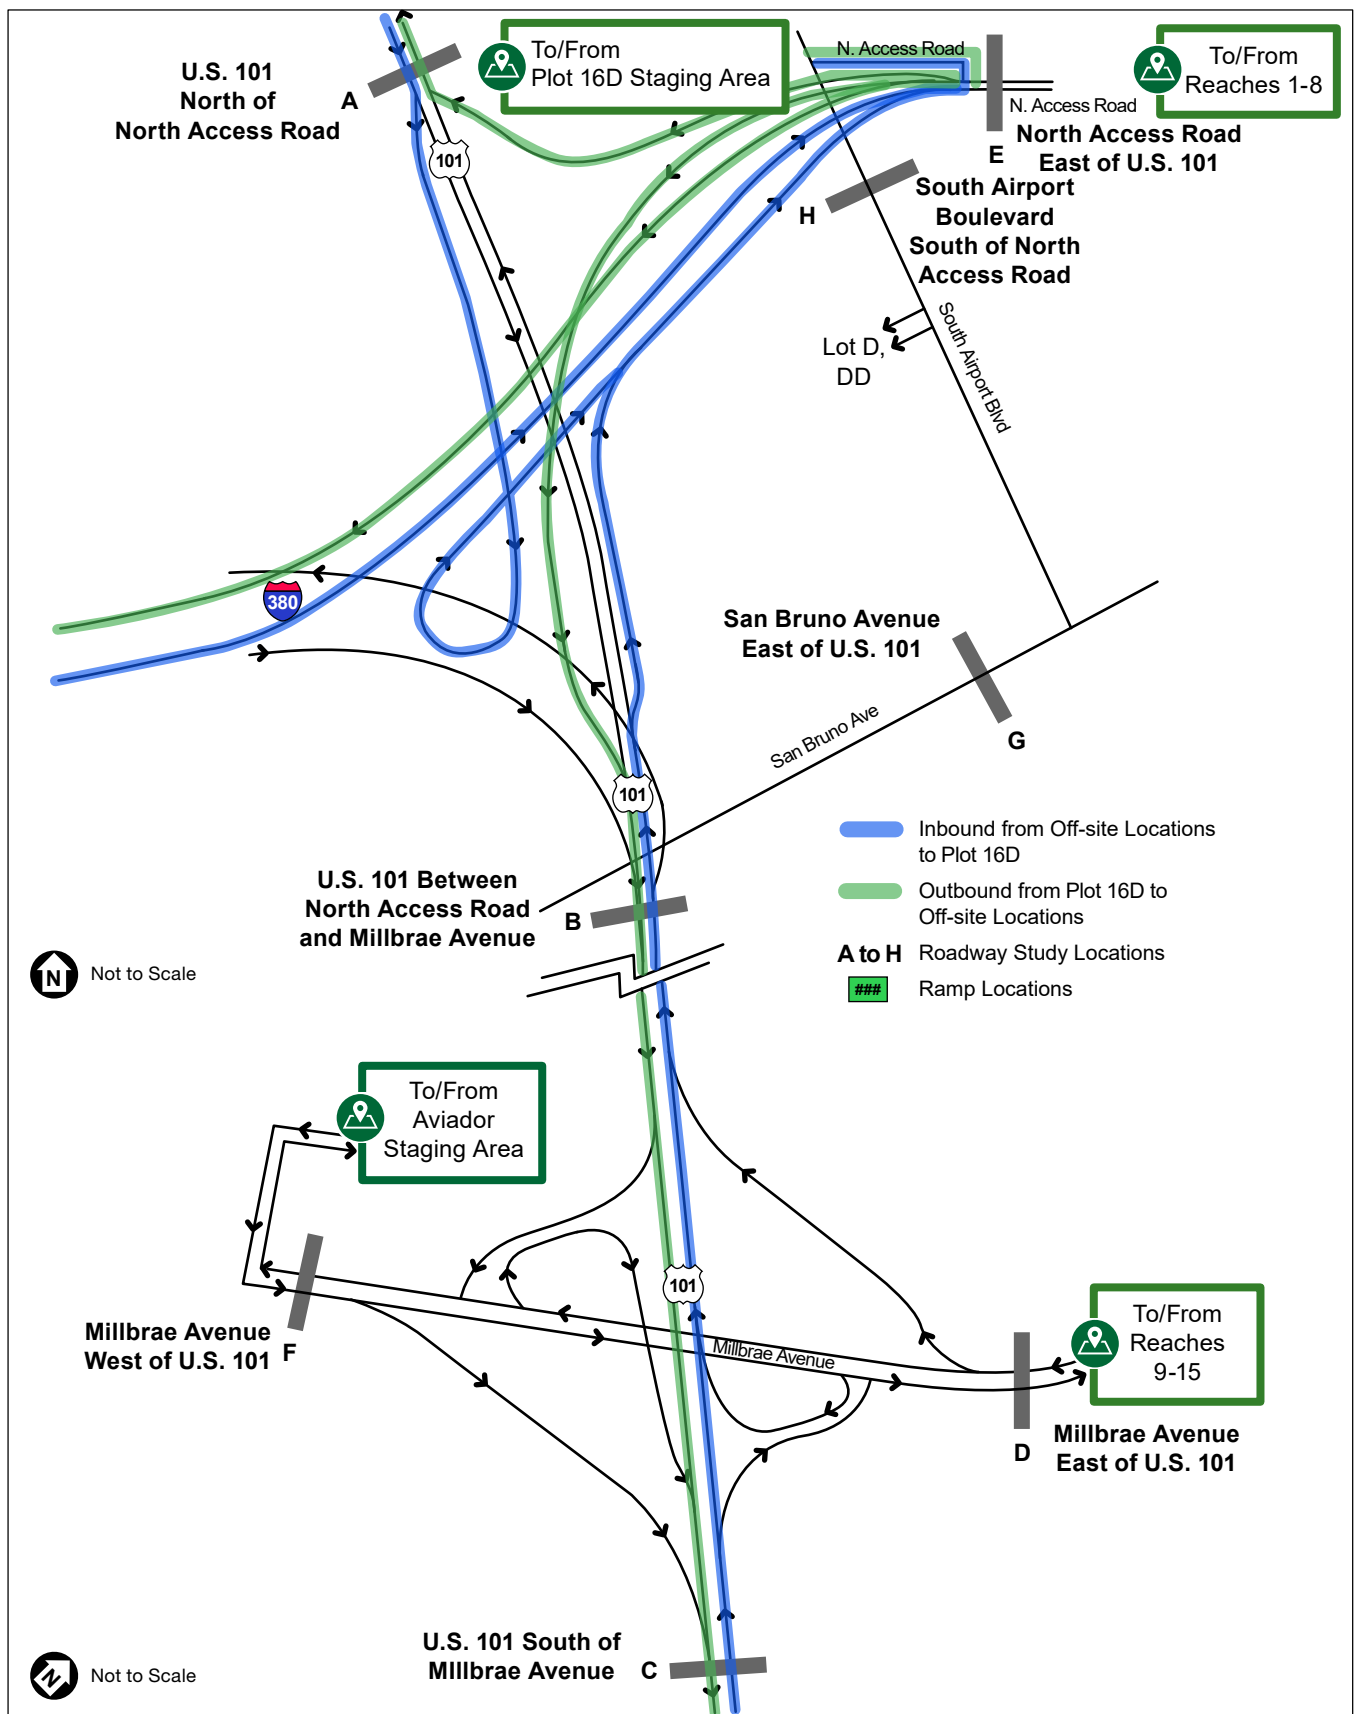 To/From
Plot 16D Staging Area
N. Access Road
To/From
Reaches 1-8
U.S. 101
North of
North Access Road
A
N. Access Road
E
North Access Road
East of U.S. 101
101
H
South Airport
Boulevard
South of North
Access Road
Lot D,
DD
South Airport Blvd
380
San Bruno Avenue
East of U.S. 101
San Bruno Ave
G
101
Inbound from Off-site Locations
to Plot 16D
Outbound from Plot 16D to
Off-site Locations
A to H Roadway Study Locations
### Ramp Locations
U.S. 101 Between
North Access Road
and Millbrae Avenue
B
N
Not to Scale
To/From
Aviador
Staging Area
101
Millbrae Avenue
West of U.S. 101
F
Millbrae Avenue
To/From
Reaches
9-15
D
Millbrae Avenue
East of U.S. 101
U.S. 101 South of
MIllbrae Avenue
C
N
Not to Scale